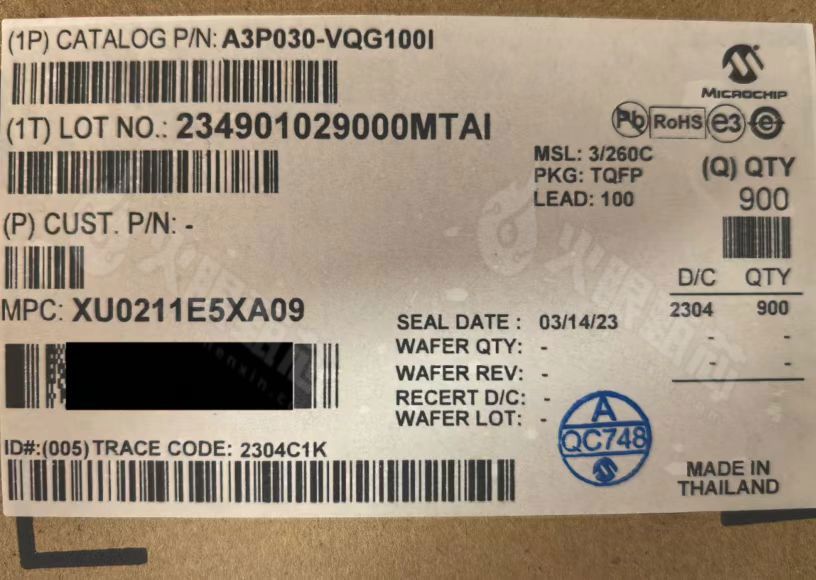 (1P) CATALOG P/N: A3P030-VQG100I
MICROCHIP
(1T) LOT NO.: 234901029000MTAI
Pb RoHS e3 e
MSL: 3/260C
PKG: TQFP
LEAD: 100
(Q) QTY
900
(P) CUST. P/N: -
D/C QTY
2304 900
- -
- -
MPC: XU0211E5XA09
SEAL DATE : 03/14/23
WAFER QTY: -
WAFER REV: -
RECERT D/C: -
WAFER LOT: -
A
QC748
ID#:(005) TRACE CODE: 2304C1K
MADE IN
THAILAND